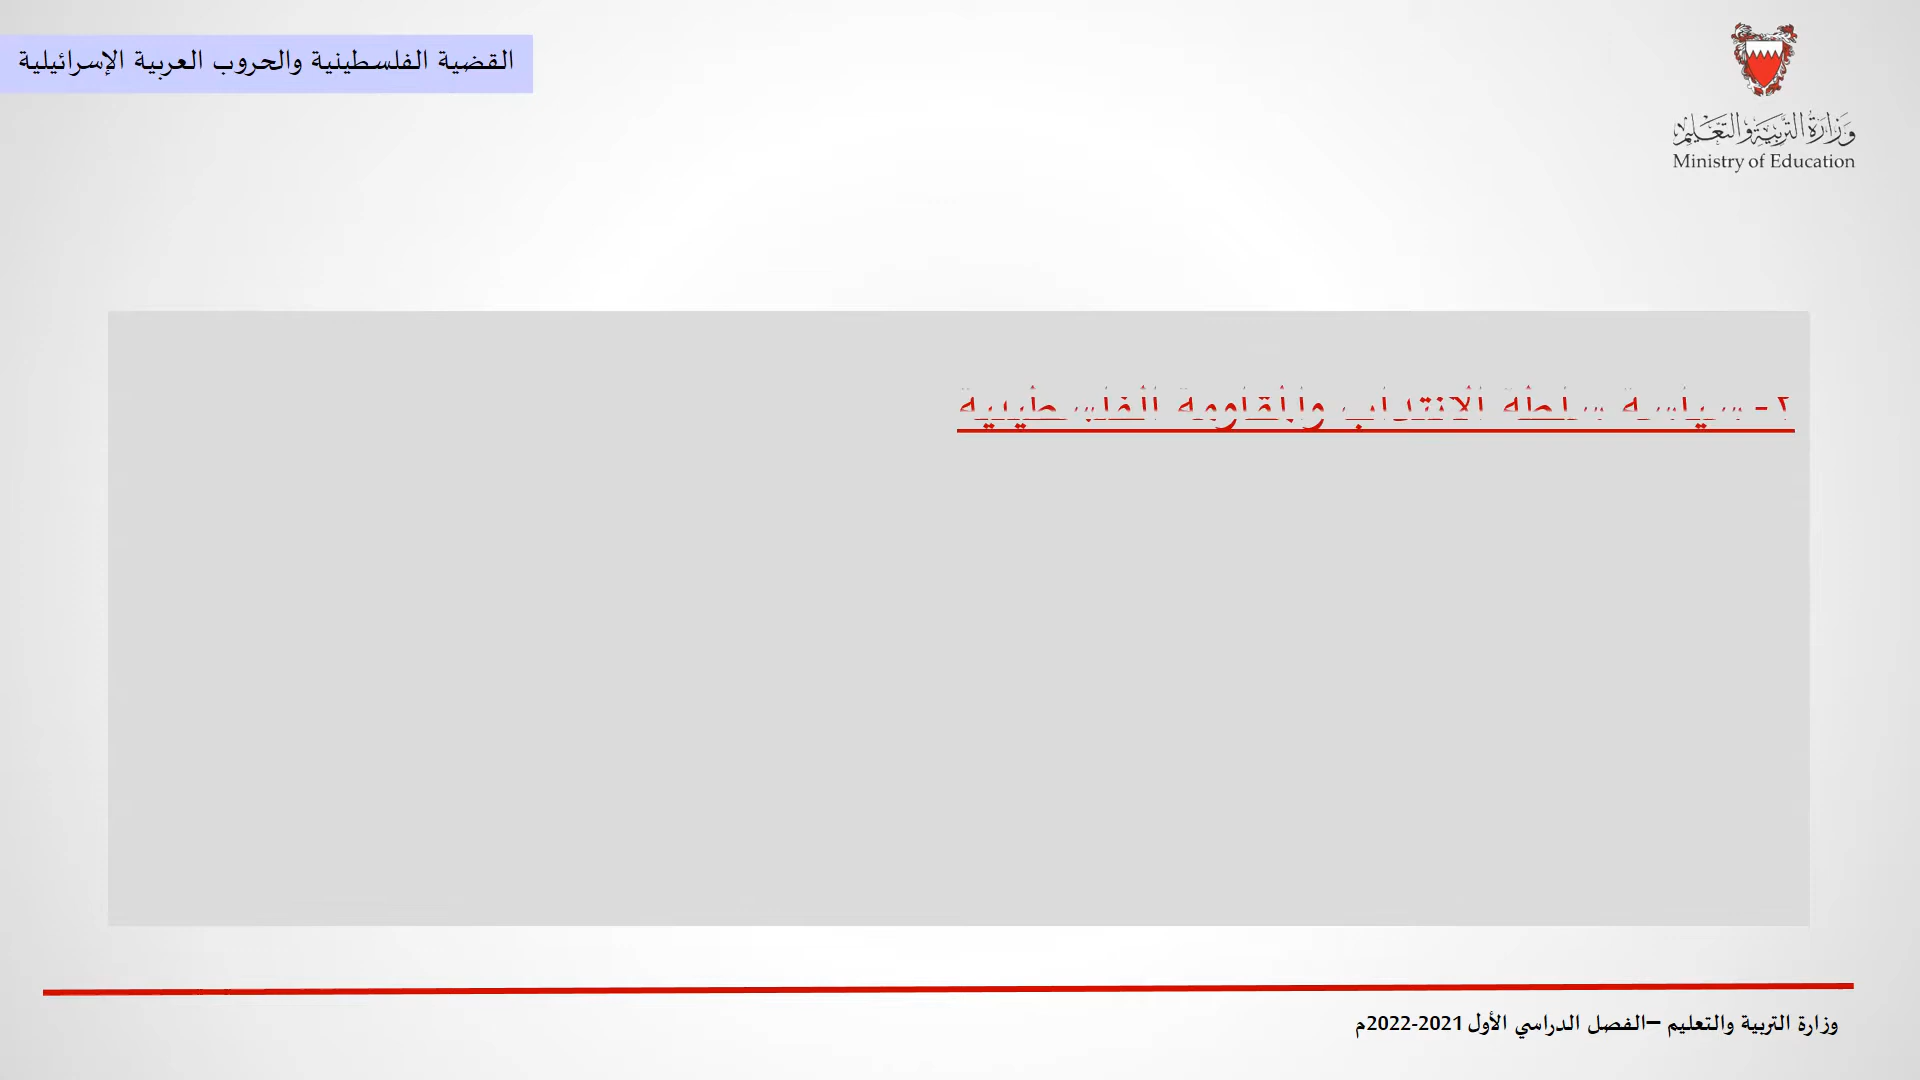 القضية الفلسطينية والحروب العربية الإسرائيلية
وزارة التربية والتعليم
Ministry of Education
٢- سياسة سلطة الانتداب والمقاومة الفلسطينية
وزارة التربية والتعليم –الفصل الدراسي الأول 2021-2022م